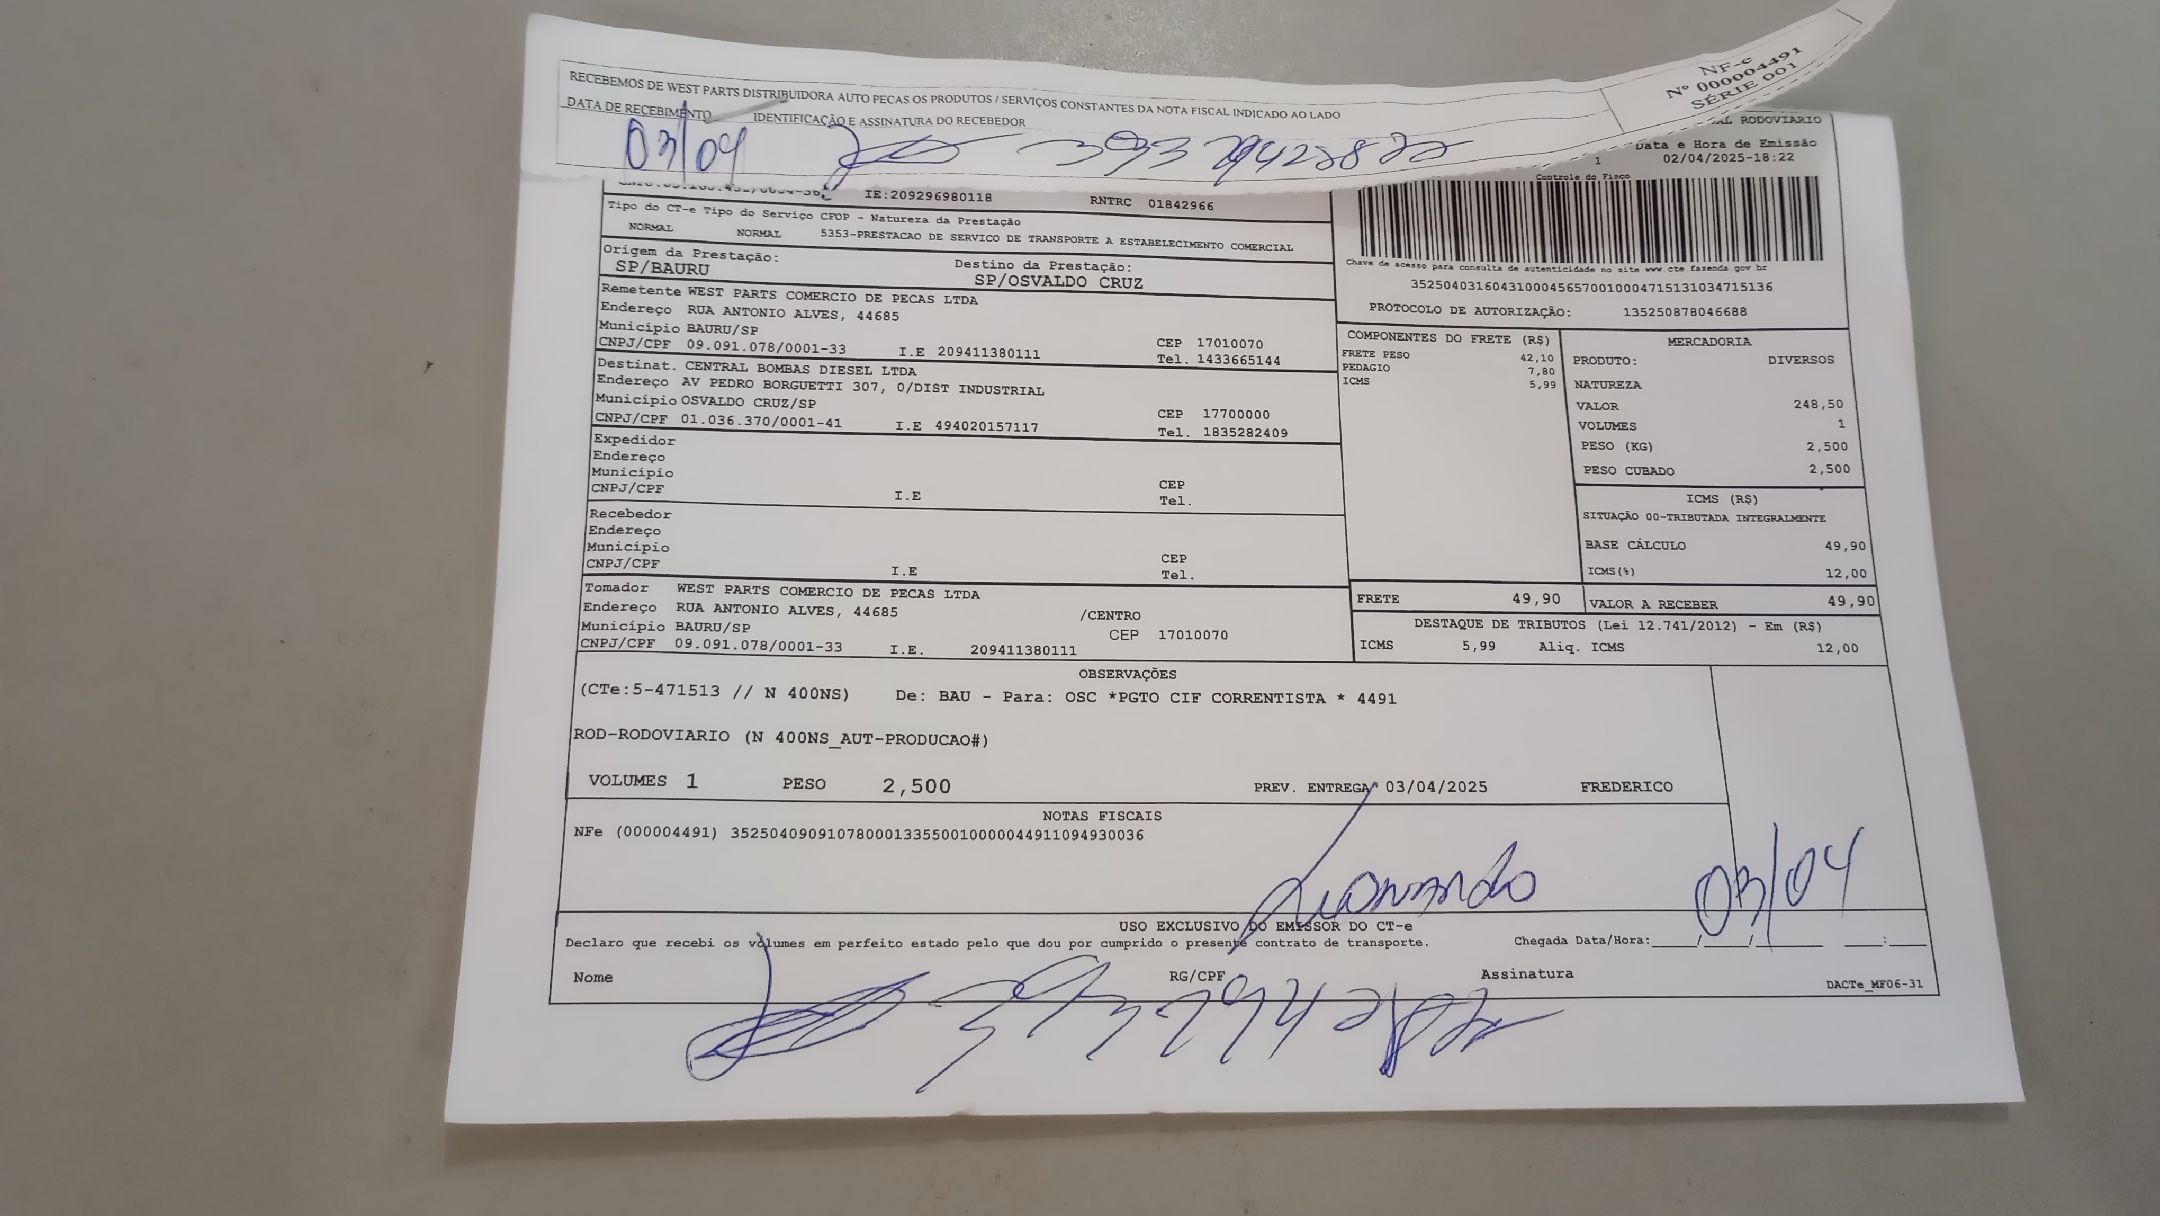 RECEBEMOS DE WEST PARTS DISTRIBUIDORA AUTO PECAS OS PRODUTOS / SERVIÇOS CONSTANTES DA NOTA FISCAL INDICADO AO LADO
NF-e
Nº 000004491
SÉRIE 001
DATA DE RECEBIMENTO IDENTIFICAÇÃO E ASSINATURA DO RECEBEDOR
03/04
RODOVIARIO
Data e Hora de Emissão
1 02/04/2025-18:22
IE:209296980118 RNTRC 01842966
Controle do Fisco
Tipo do CT-e Tipo do Serviço CFOP - Natureza da Prestação
NORMAL NORMAL 5353-PRESTACAO DE SERVICO DE TRANSPORTE A ESTABELECIMENTO COMERCIAL
Origem da Prestação: Destino da Prestação:
SP/BAURU SP/OSVALDO CRUZ
Chave de acesso para consulta de autenticidade no site www.cte.fazenda.gov.br
35250403160431000456570010004715131034715136
PROTOCOLO DE AUTORIZAÇÃO: 135250878046688
Remetente WEST PARTS COMERCIO DE PECAS LTDA
Endereço RUA ANTONIO ALVES, 44685
Município BAURU/SP CEP 17010070
CNPJ/CPF 09.091.078/0001-33 I.E 209411380111 Tel. 1433665144
Destinat. CENTRAL BOMBAS DIESEL LTDA
Endereço AV PEDRO BORGUETTI 307, 0/DIST INDUSTRIAL
Município OSVALDO CRUZ/SP CEP 17700000
CNPJ/CPF 01.036.370/0001-41 I.E 494020157117 Tel. 1835282409
Expedidor
Endereço
Município CEP
CNPJ/CPF I.E Tel.
Recebedor
Endereço
Município CEP
CNPJ/CPF I.E Tel.
Tomador WEST PARTS COMERCIO DE PECAS LTDA
Endereço RUA ANTONIO ALVES, 44685 /CENTRO
Município BAURU/SP CEP 17010070
CNPJ/CPF 09.091.078/0001-33 I.E. 209411380111
COMPONENTES DO FRETE (R$)
FRETE PESO 42,10
PEDAGIO 7,80
ICMS 5,99
MERCADORIA
PRODUTO: DIVERSOS
NATUREZA
VALOR 248,50
VOLUMES 1
PESO (KG) 2,500
PESO CUBADO 2,500
ICMS (R$)
SITUAÇÃO 00-TRIBUTADA INTEGRALMENTE
BASE CÁLCULO 49,90
ICMS(%) 12,00
FRETE 49,90 VALOR A RECEBER 49,90
DESTAQUE DE TRIBUTOS (Lei 12.741/2012) - Em (R$)
ICMS 5,99 Aliq. ICMS 12,00
OBSERVAÇÕES
(CTe:5-471513 // N 400NS) De: BAU - Para: OSC *PGTO CIF CORRENTISTA * 4491
ROD-RODOVIARIO (N 400NS_AUT-PRODUCAO#)
VOLUMES 1 PESO 2,500 PREV. ENTREGA 03/04/2025 FREDERICO
NOTAS FISCAIS
NFe (000004491) 35250409091078000133550010000044911094930036
Leonardo 03/04
USO EXCLUSIVO DO EMISSOR DO CT-e
Declaro que recebi os volumes em perfeito estado pelo que dou por cumprido o presente contrato de transporte. Chegada Data/Hora:____/____/______ ____:____
Nome RG/CPF Assinatura
DACTe_MF06-31